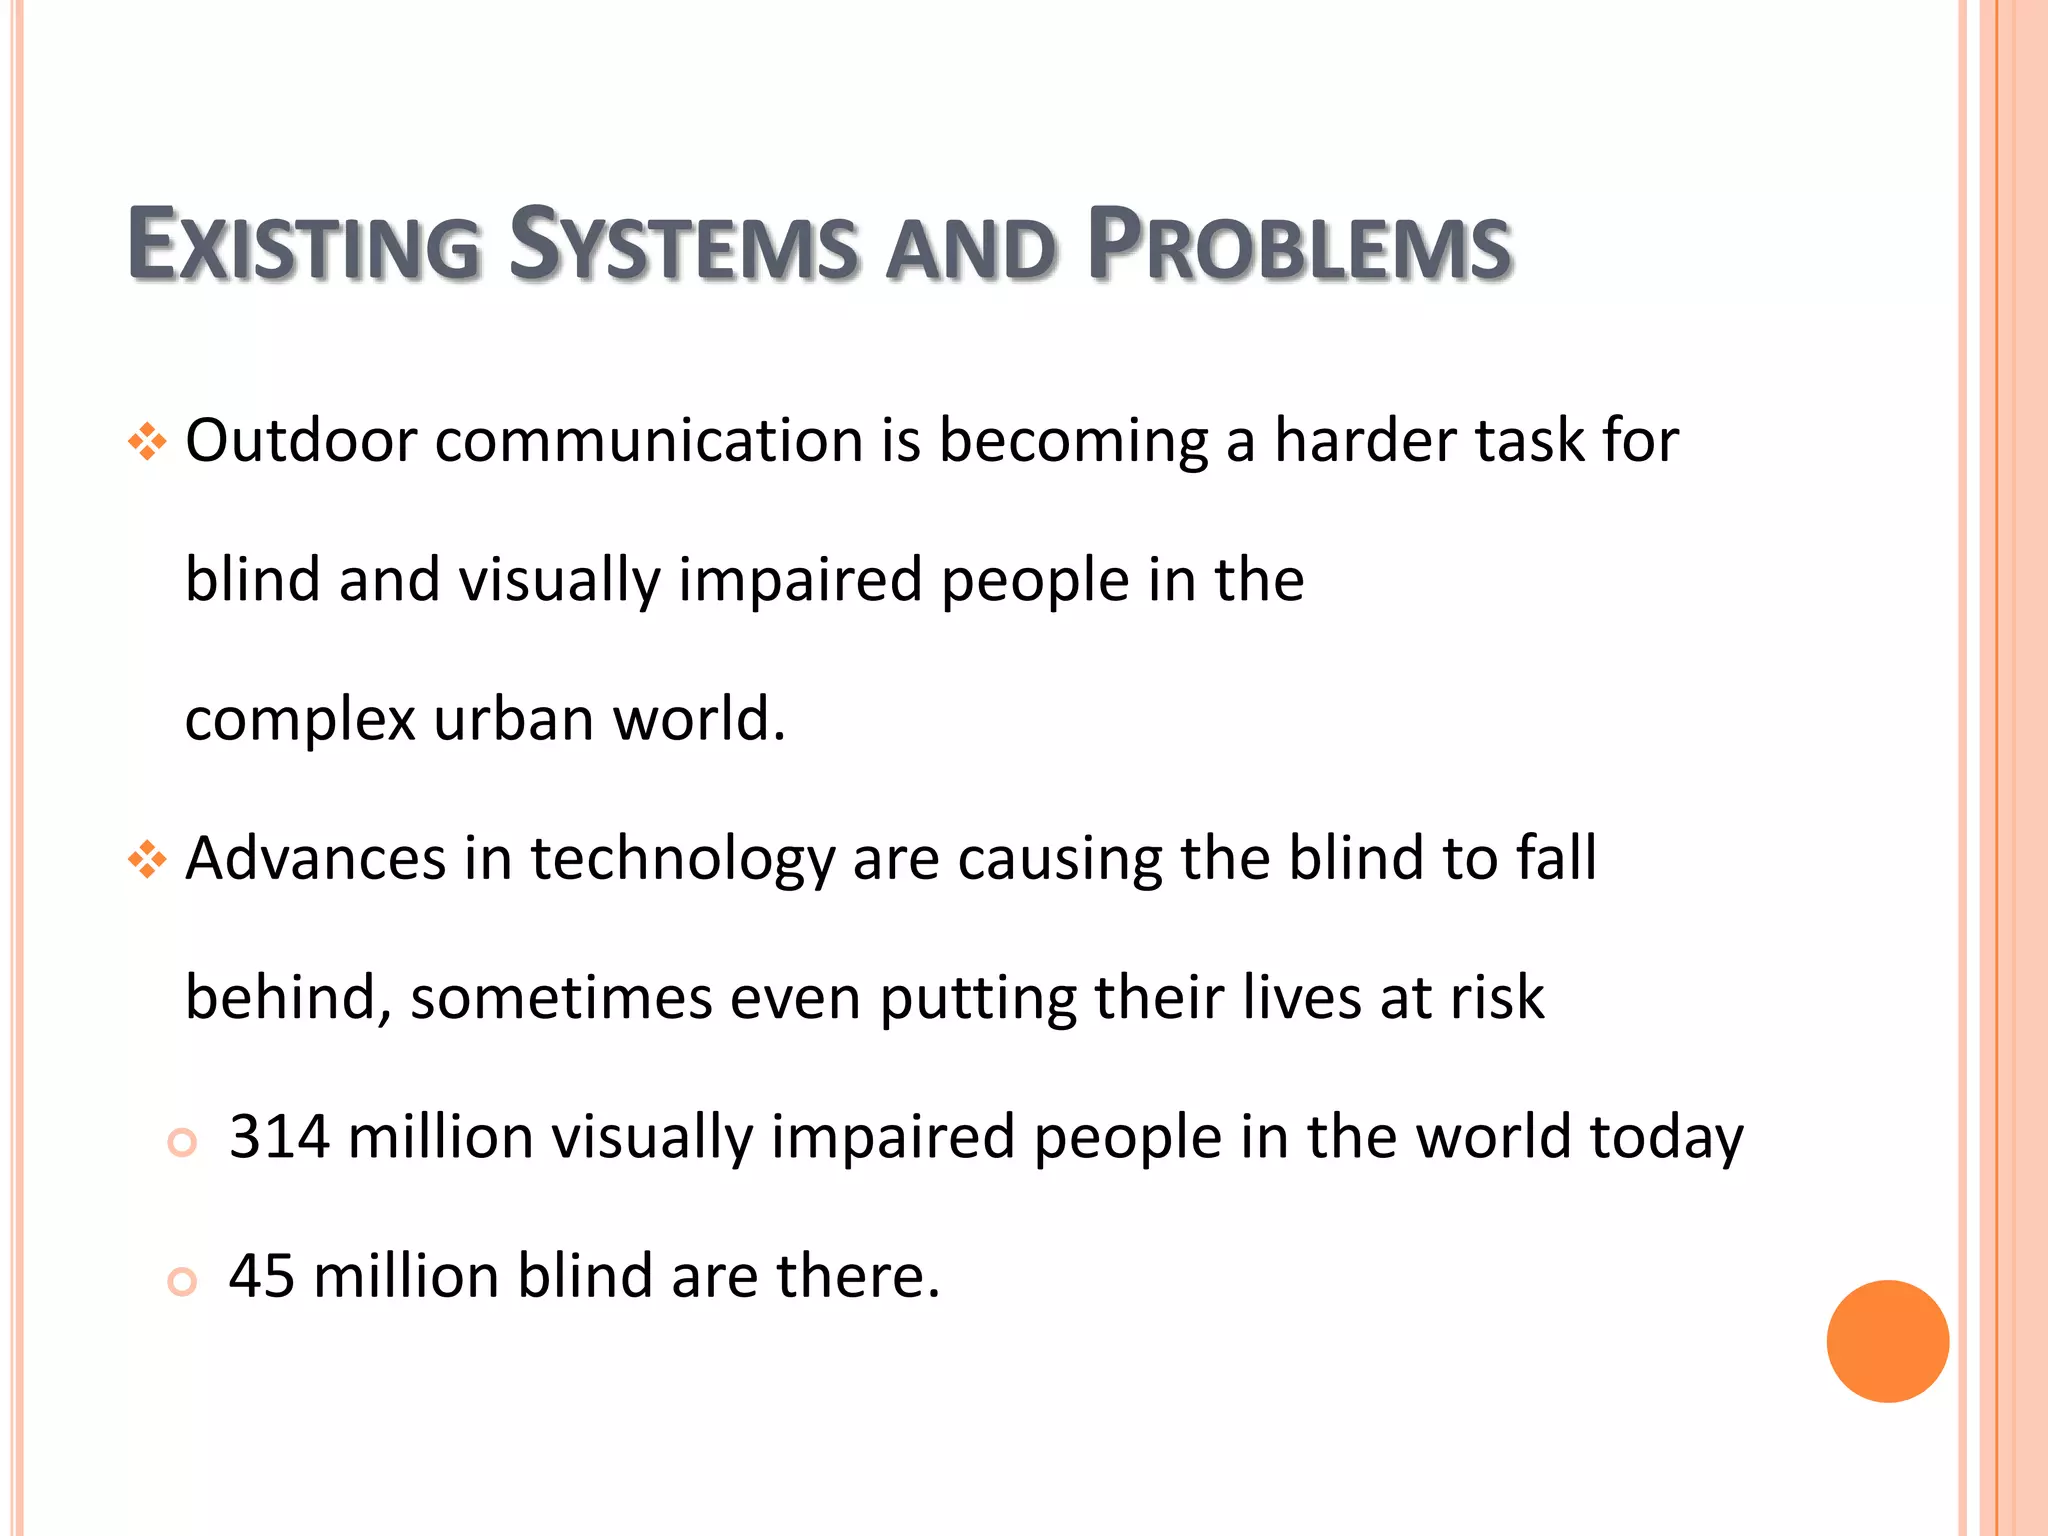 EXISTING SYSTEMS AND PROBLEMS
❖ Outdoor communication is becoming a harder task for
blind and visually impaired people in the
complex urban world.
❖ Advances in technology are causing the blind to fall
behind, sometimes even putting their lives at risk
○ 314 million visually impaired people in the world today
○ 45 million blind are there.